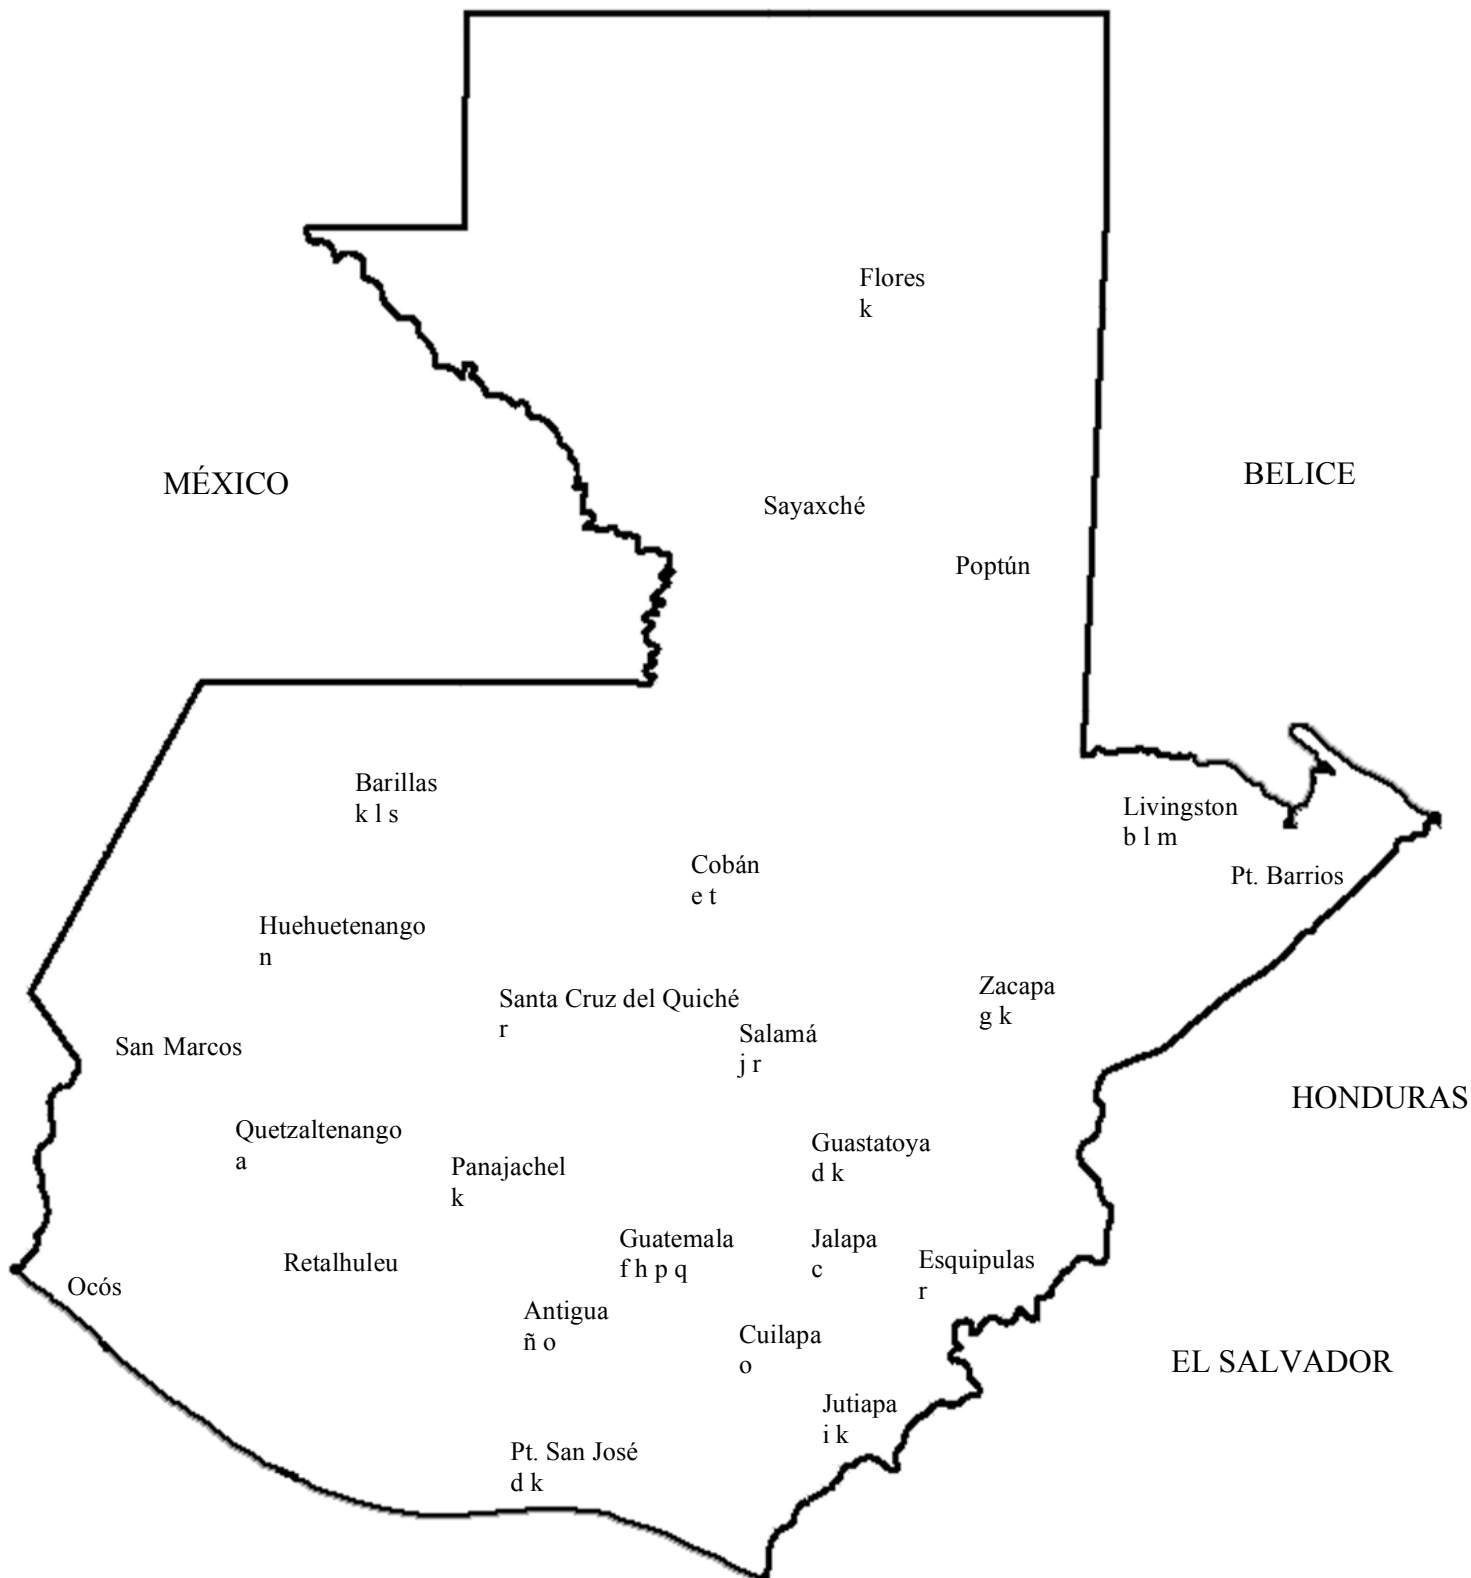 Flores
k
MÉXICO
BELICE
Sayaxché
Poptún
Barillas
k l s
Livingston
b l m
Cobán
e t
Pt. Barrios
Huehuetenango
n
Santa Cruz del Quiché
r
Zacapa
g k
San Marcos
Salamá
j r
HONDURAS
Quetzaltenango
a
Panajachel
k
Guastatoya
d k
Retalhuleu
Guatemala
f h p q
Jalapa
c
Esquipulas
r
Ocós
Antigua
ñ o
Cuilapa
o
EL SALVADOR
Jutiapa
i k
Pt. San José
d k